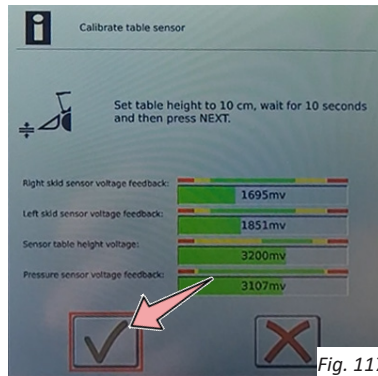 Calibrate table sensor
Set table height to 10 cm, wait for 10 seconds
and then press NEXT.
Right skid sensor voltage feedback:
1695mv
Left skid sensor voltage feedback:
1851mv
Sensor table height voltage:
3200mv
Pressure sensor voltage feedback:
3107mv
Fig. 117